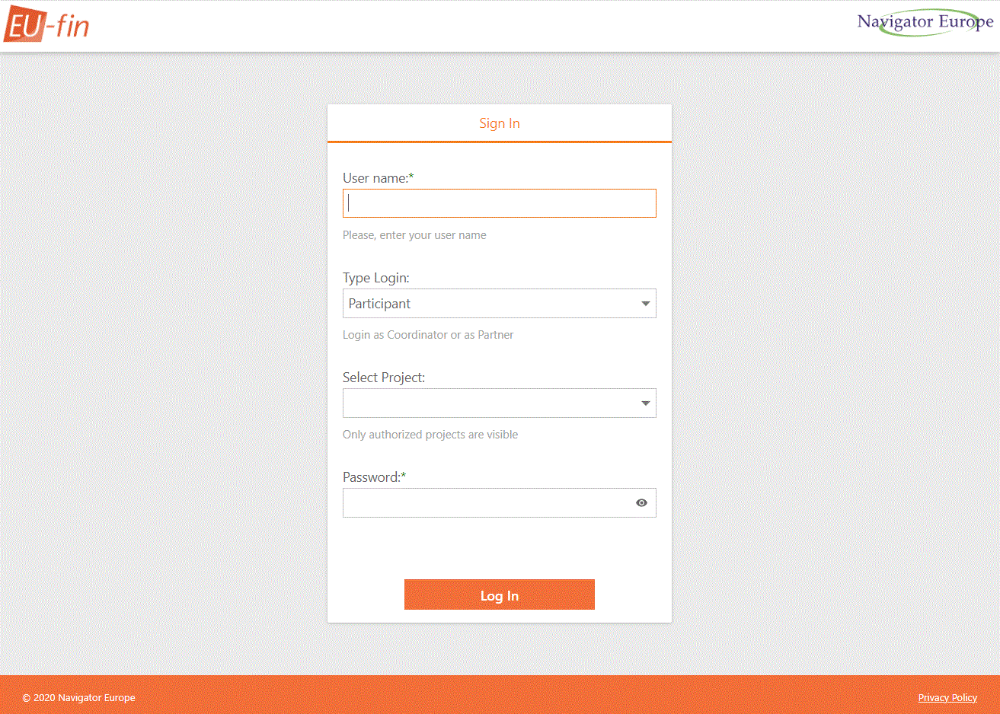 EU-fin
Navigator Europe
Sign In
User name:*
Please, enter your user name
Type Login:
Participant
Login as Coordinator or as Partner
Select Project:
Only authorized projects are visible
Password:*
Log In
© 2020 Navigator Europe
Privacy Policy